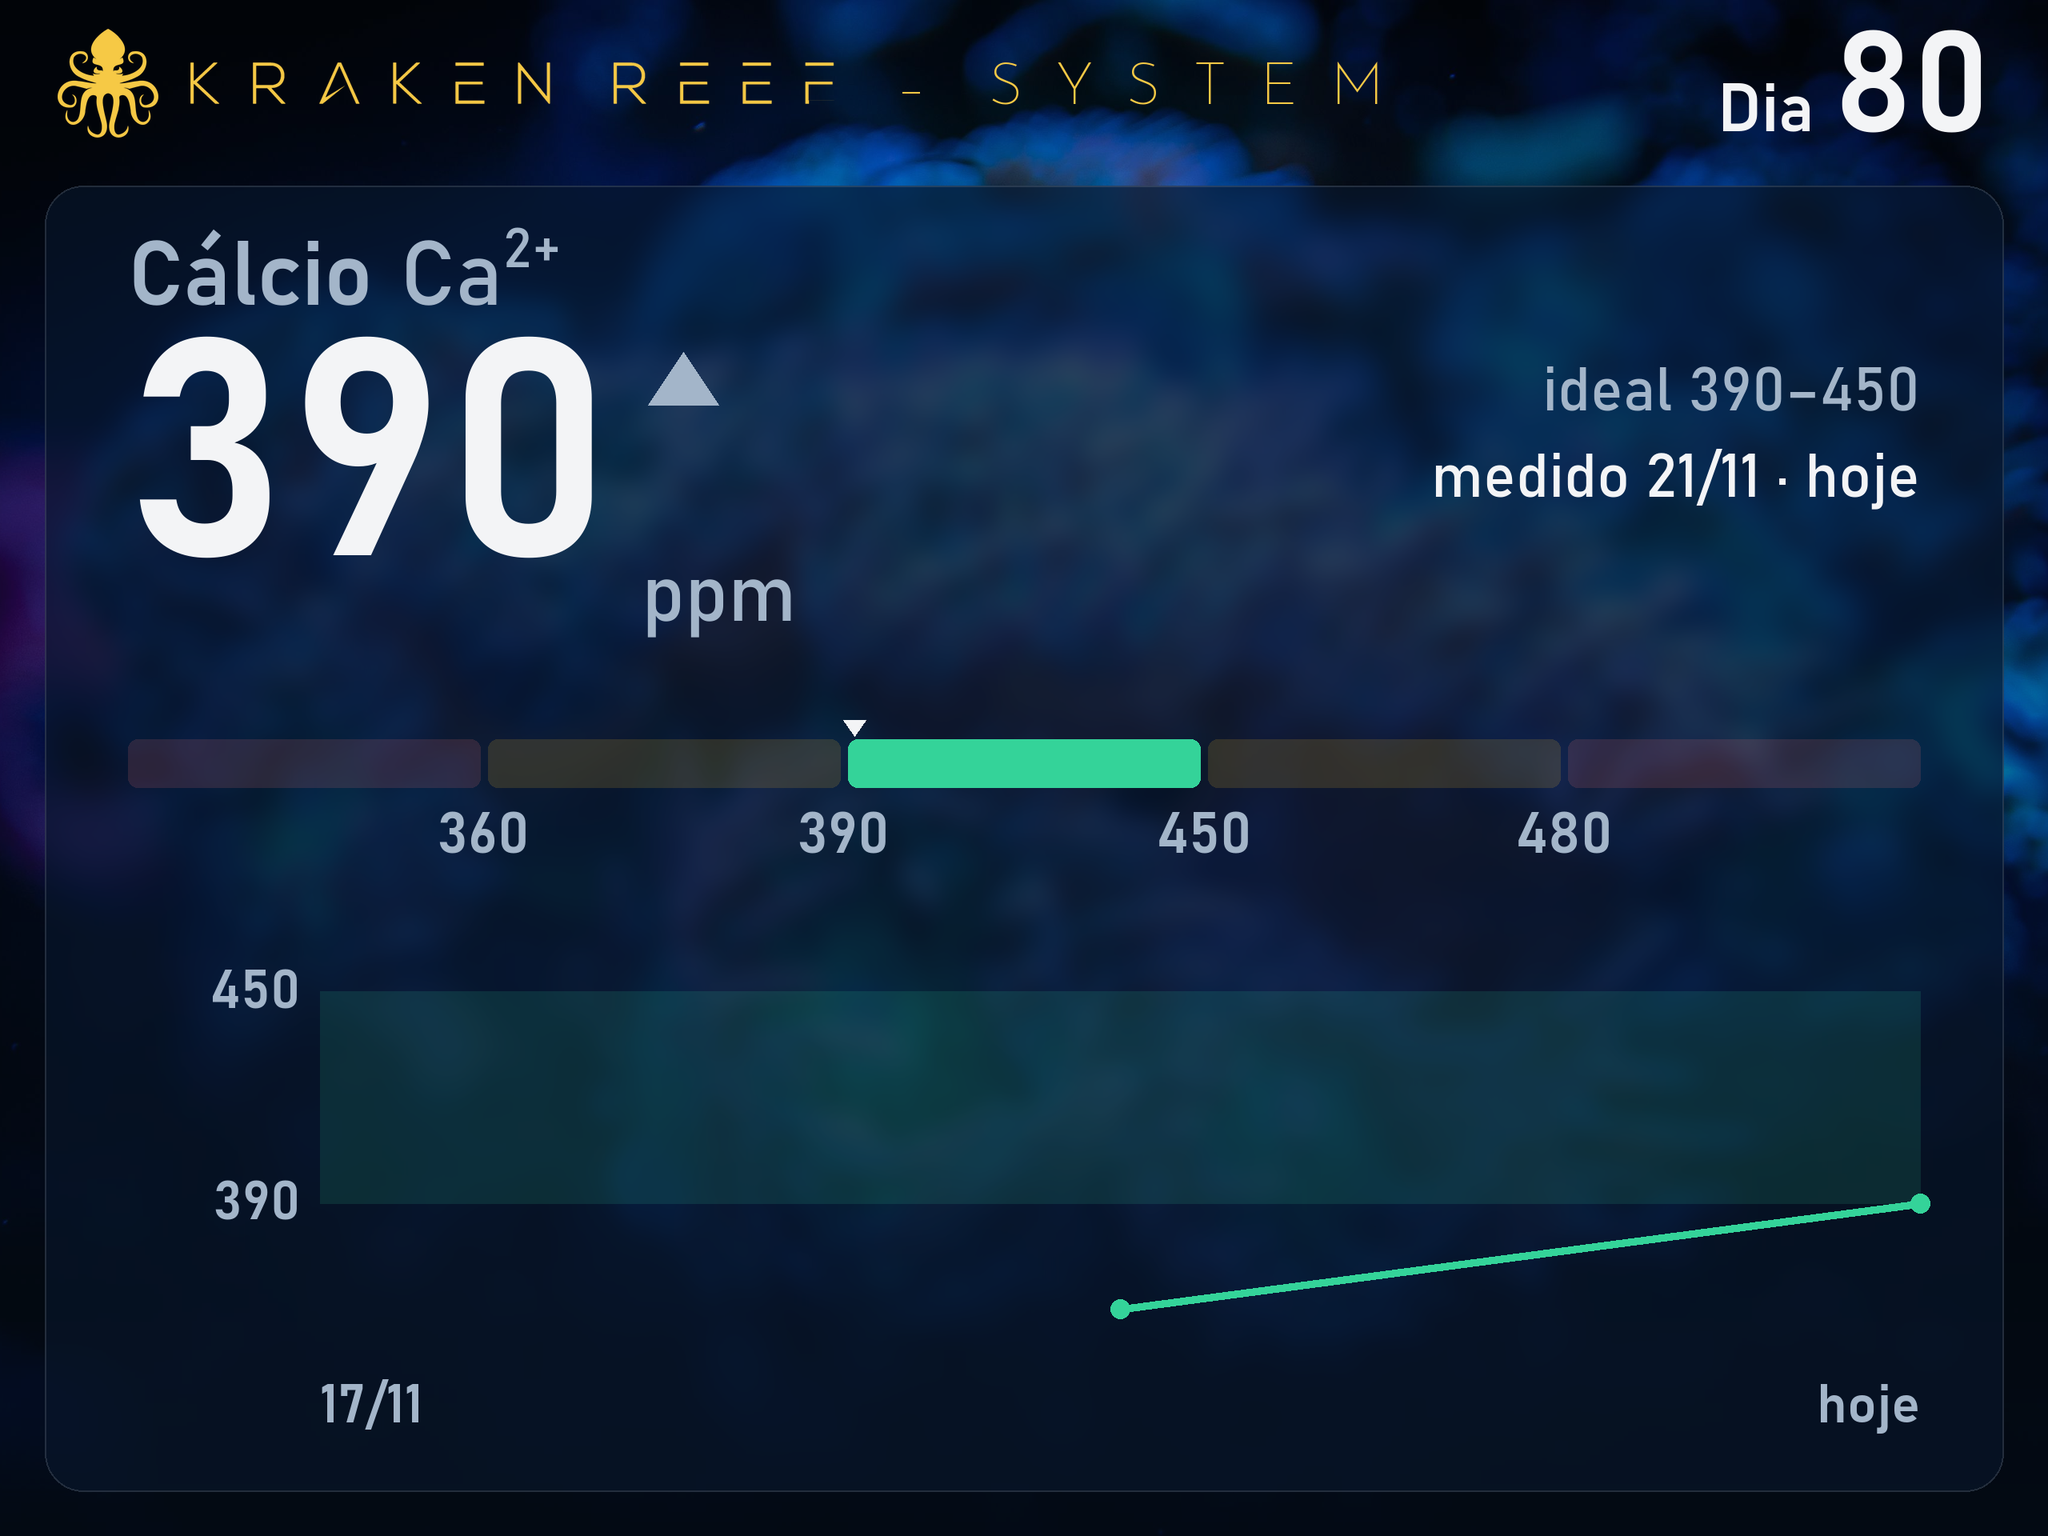 KRAKEN REEF - SYSTEM
Dia 80
Cálcio Ca²⁺
390
ppm
ideal 390–450
medido 21/11 · hoje
360 390 450 480
450
390
17/11 hoje